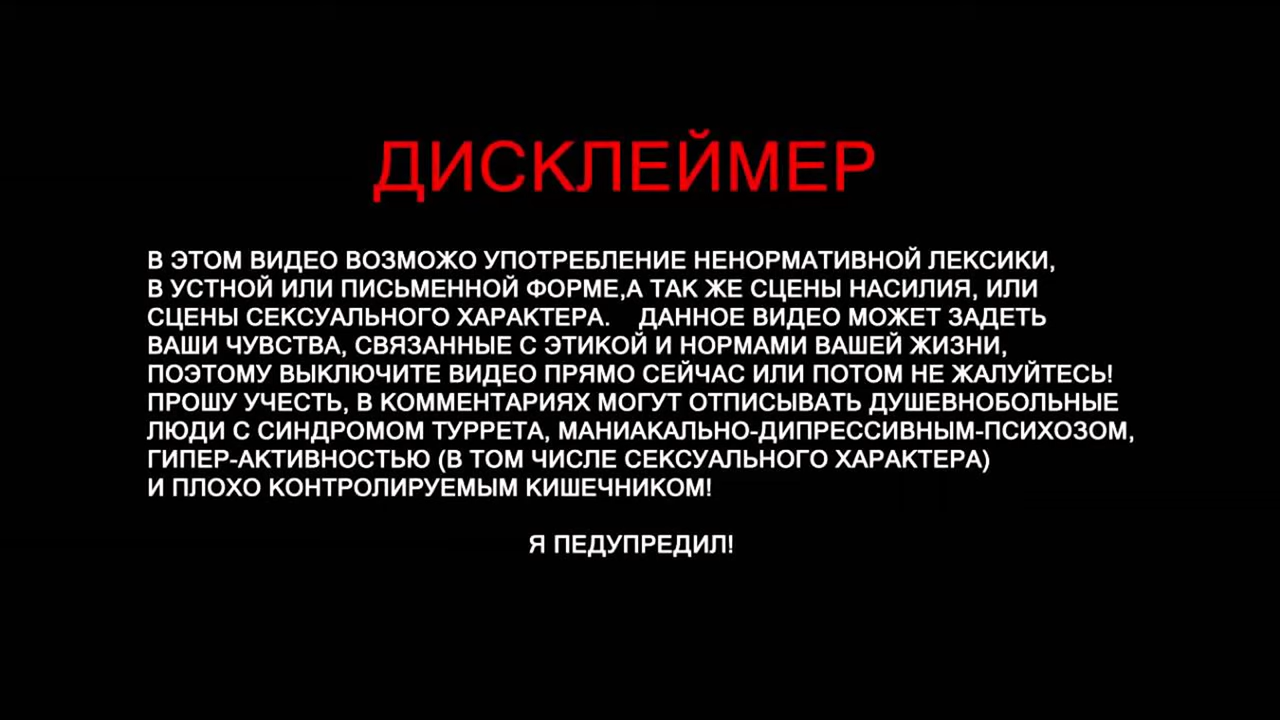 ДИСКЛЕЙМЕР
В ЭТОМ ВИДЕО ВОЗМОЖО УПОТРЕБЛЕНИЕ НЕНОРМАТИВНОЙ ЛЕКСИКИ,
В УСТНОЙ ИЛИ ПИСЬМЕННОЙ ФОРМЕ,А ТАК ЖЕ СЦЕНЫ НАСИЛИЯ, ИЛИ
СЦЕНЫ СЕКСУАЛЬНОГО ХАРАКТЕРА. ДАННОЕ ВИДЕО МОЖЕТ ЗАДЕТЬ
ВАШИ ЧУВСТВА, СВЯЗАННЫЕ С ЭТИКОЙ И НОРМАМИ ВАШЕЙ ЖИЗНИ,
ПОЭТОМУ ВЫКЛЮЧИТЕ ВИДЕО ПРЯМО СЕЙЧАС ИЛИ ПОТОМ НЕ ЖАЛУЙТЕСЬ!
ПРОШУ УЧЕСТЬ, В КОММЕНТАРИЯХ МОГУТ ОТПИСЫВАТЬ ДУШЕВНОБОЛЬНЫЕ
ЛЮДИ С СИНДРОМОМ ТУРРЕТА, МАНИАКАЛЬНО-ДИПРЕССИВНЫМ-ПСИХОЗОМ,
ГИПЕР-АКТИВНОСТЬЮ (В ТОМ ЧИСЛЕ СЕКСУАЛЬНОГО ХАРАКТЕРА)
И ПЛОХО КОНТРОЛИРУЕМЫМ КИШЕЧНИКОМ!
Я ПЕДУПРЕДИЛ!